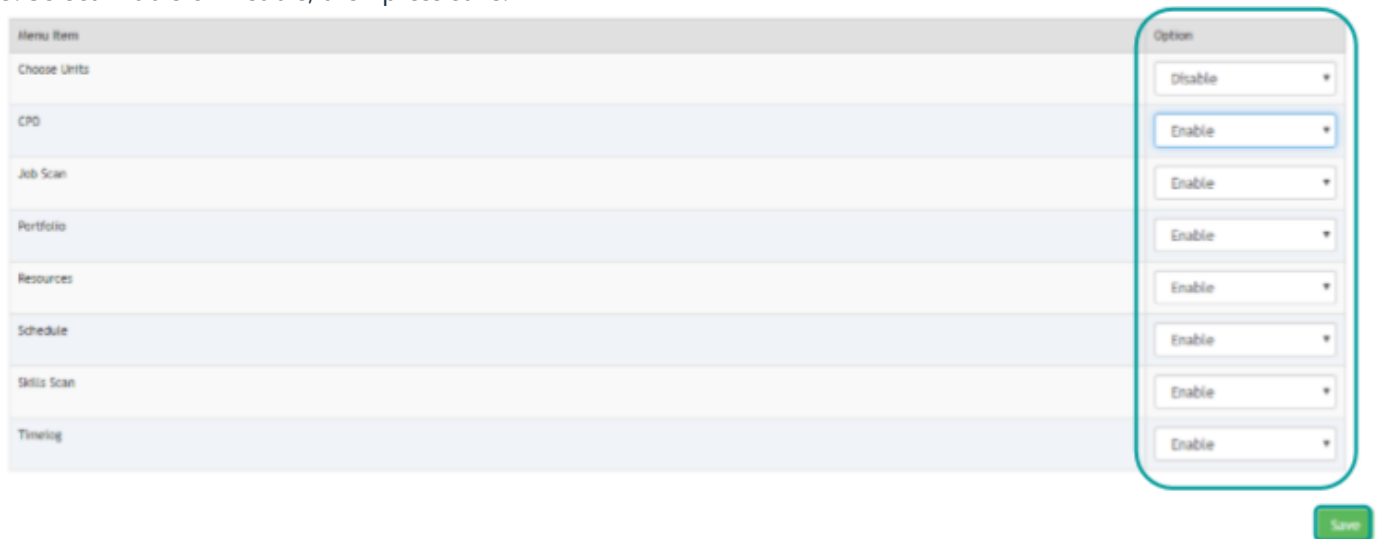 Menu Item Option
Choose Units Disable
CPD Enable
Job Scan Enable
Portfolio Enable
Resources Enable
Schedule Enable
Skills Scan Enable
Timelog Enable
Save